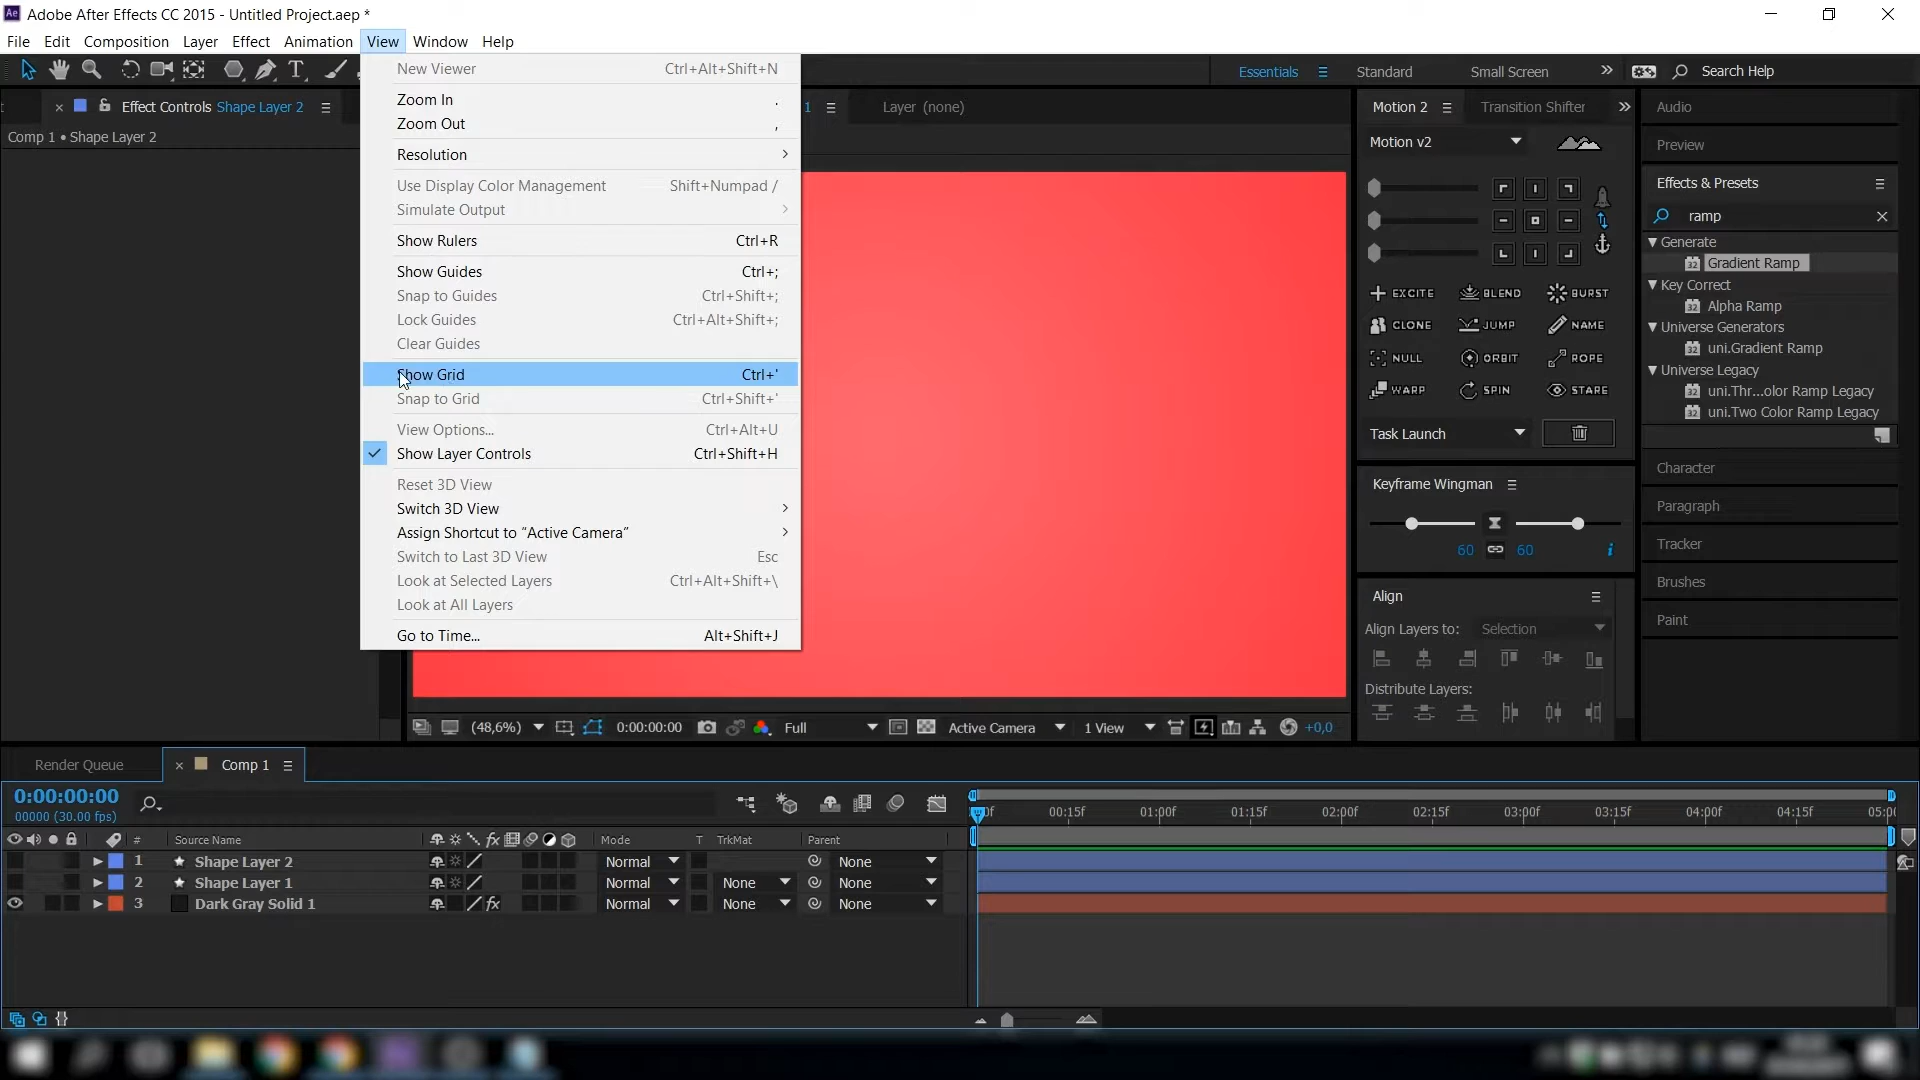 Ae Adobe After Effects CC 2015 - Untitled Project.aep *
File Edit Composition Layer Effect Animation View Window Help
Essentials Standard Small Screen Search Help
Effect Controls Shape Layer 2
Comp 1 • Shape Layer 2
1 Layer (none)
New Viewer Ctrl+Alt+Shift+N
Zoom In .
Zoom Out ,
Resolution
Use Display Color Management Shift+Numpad /
Simulate Output
Show Rulers Ctrl+R
Show Guides Ctrl+;
Snap to Guides Ctrl+Shift+;
Lock Guides Ctrl+Alt+Shift+;
Clear Guides
Show Grid Ctrl+'
Snap to Grid Ctrl+Shift+'
View Options... Ctrl+Alt+U
Show Layer Controls Ctrl+Shift+H
Reset 3D View
Switch 3D View
Assign Shortcut to “Active Camera”
Switch to Last 3D View Esc
Look at Selected Layers Ctrl+Alt+Shift+\
Look at All Layers
Go to Time... Alt+Shift+J
(48,6%) 0:00:00:00 Full Active Camera 1 View +0,0
Motion 2 Transition Shifter
Motion v2
EXCITE BLEND BURST
CLONE JUMP NAME
NULL ORBIT ROPE
WARP SPIN STARE
Task Launch
Keyframe Wingman
60 60 i
Align
Align Layers to: Selection
Distribute Layers:
Audio
Preview
Effects & Presets
ramp
Generate
32 Gradient Ramp
Key Correct
32 Alpha Ramp
Universe Generators
32 uni.Gradient Ramp
Universe Legacy
32 uni.Thr...olor Ramp Legacy
32 uni.Two Color Ramp Legacy
Character
Paragraph
Tracker
Brushes
Paint
Render Queue Comp 1
0:00:00:00
00000 (30.00 fps)
00:15f 01:00f 01:15f 02:00f 02:15f 03:00f 03:15f 04:00f 04:15f 05:00
# Source Name fx Mode T TrkMat Parent
1 Shape Layer 2 Normal None
2 Shape Layer 1 Normal None None
3 Dark Gray Solid 1 fx Normal None None